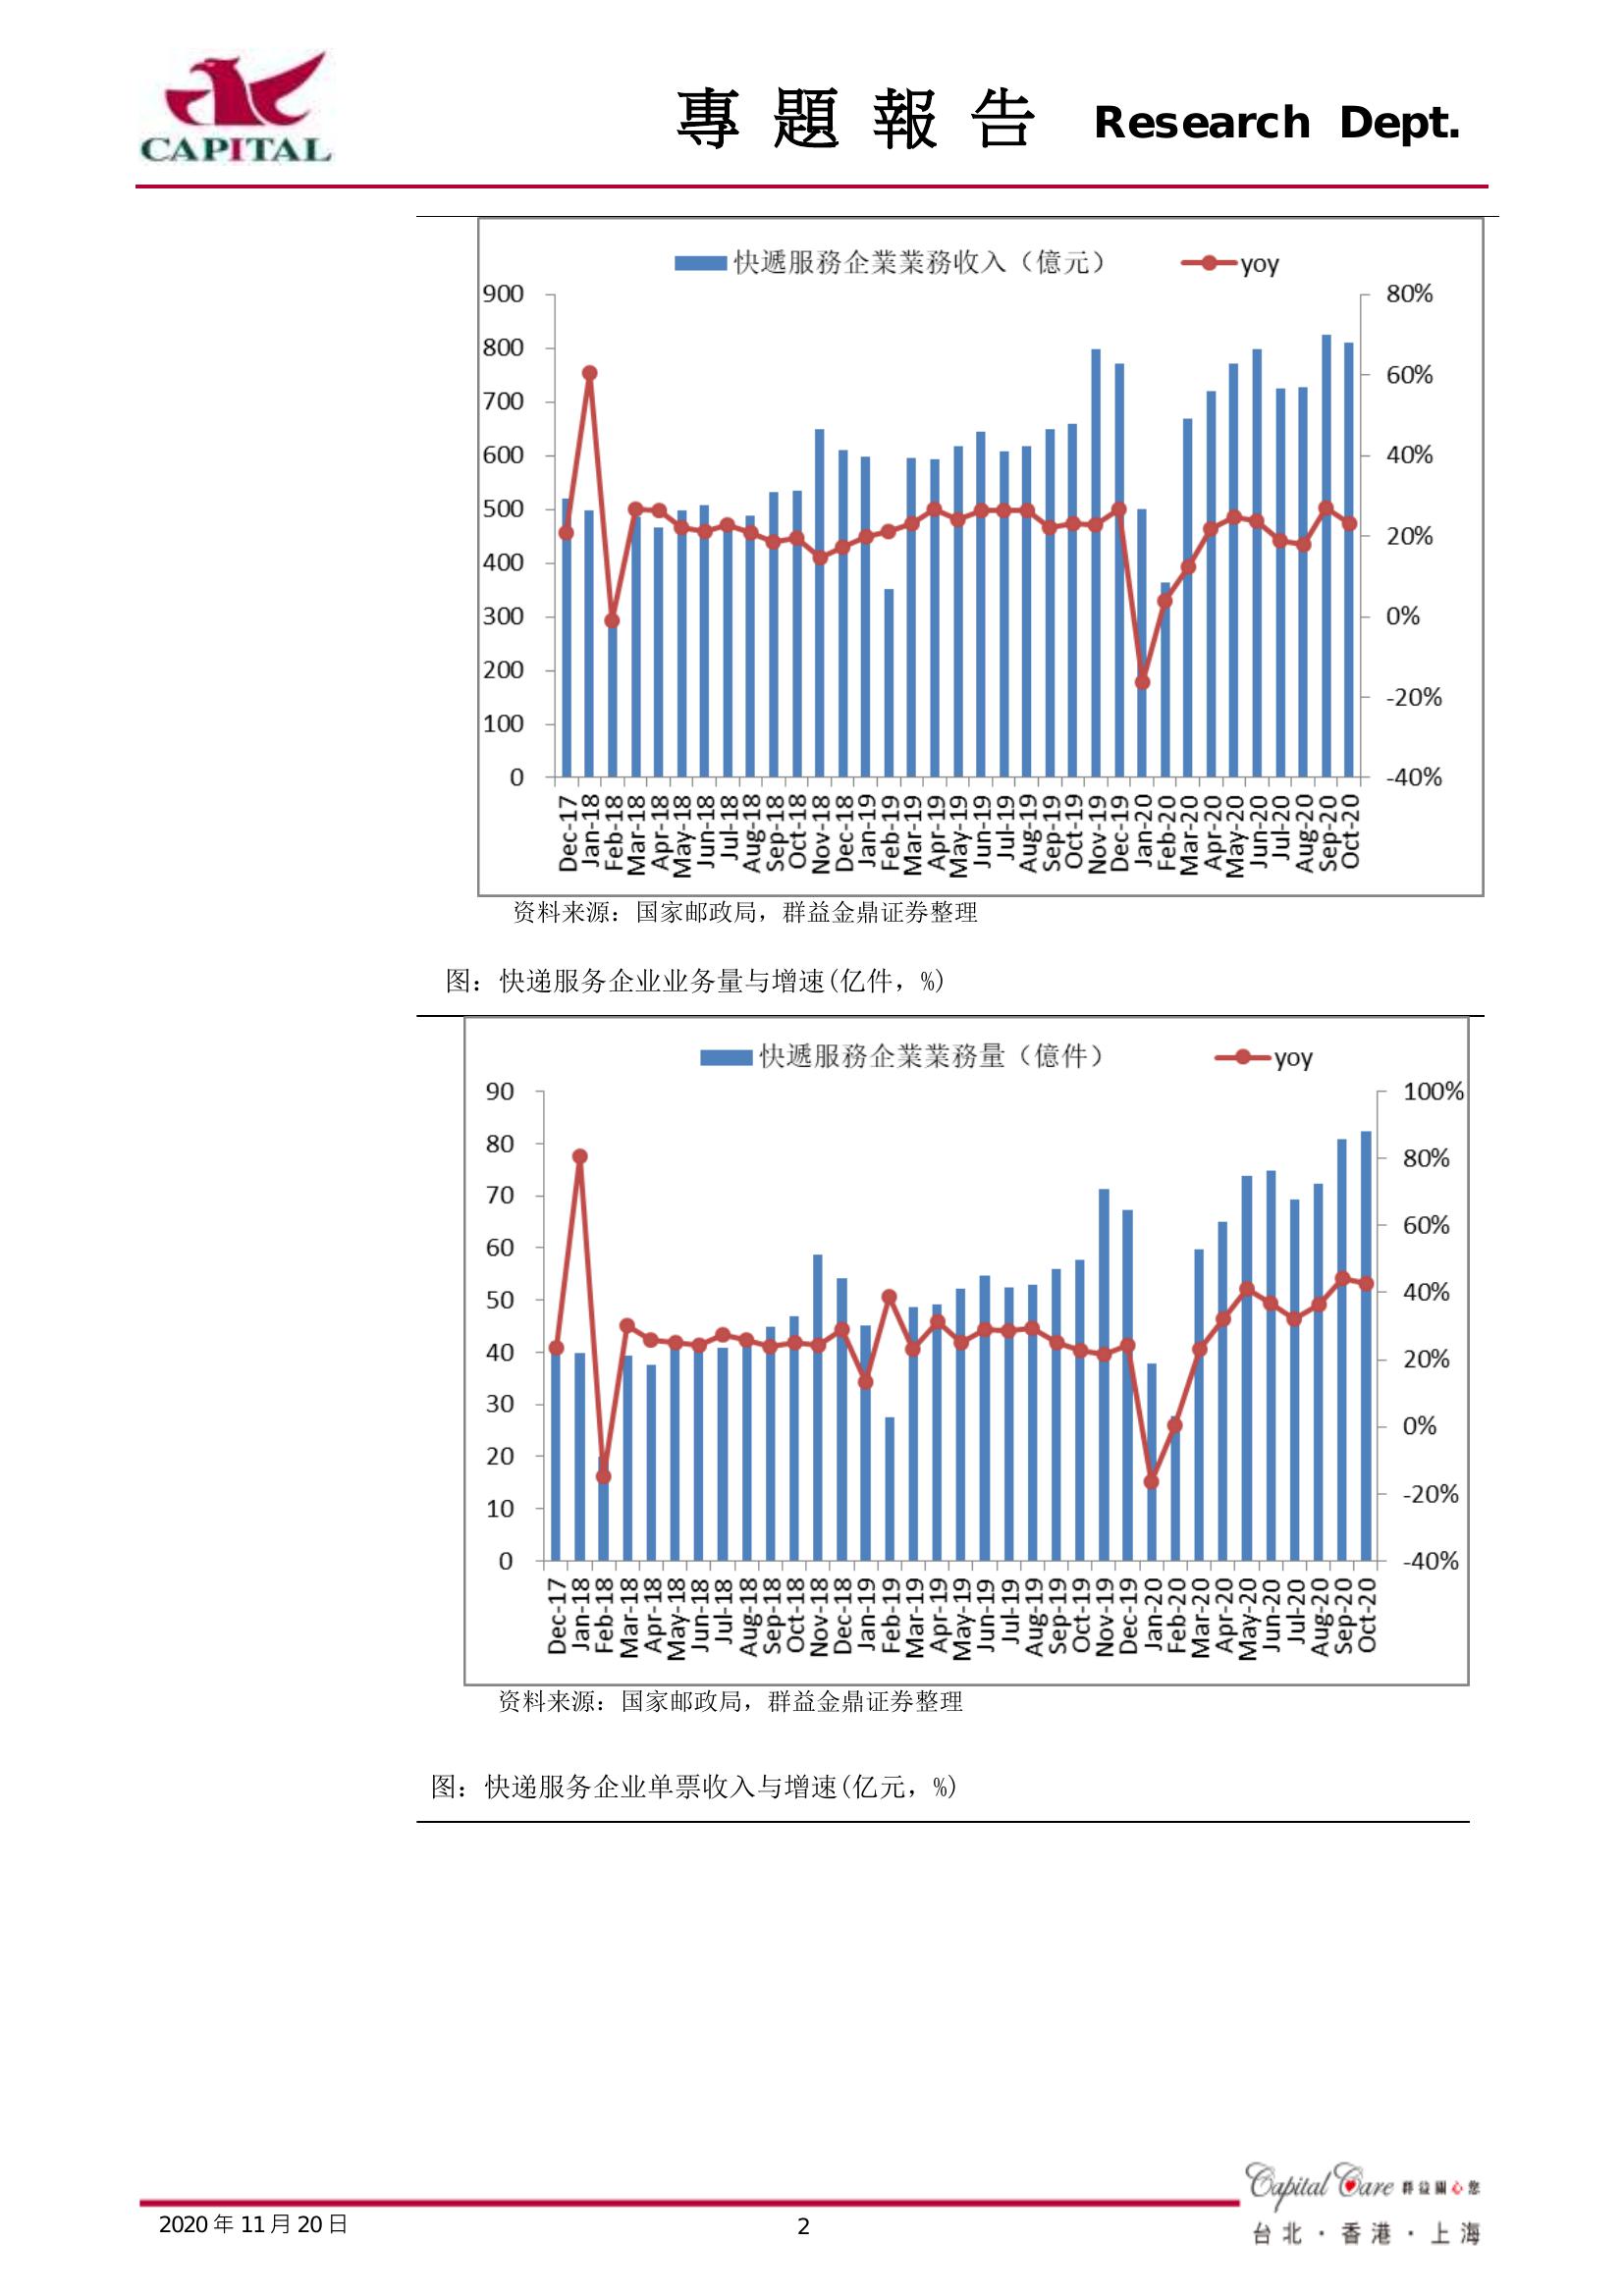 CAPITAL
專題報告 Research Dept.
快遞服務企業業務收入（億元） yoy
900
800
700
600
500
400
300
200
100
0
80%
60%
40%
20%
0%
-20%
-40%
Dec-17
Jan-18
Feb-18
Mar-18
Apr-18
May-18
Jun-18
Jul-18
Aug-18
Sep-18
Oct-18
Nov-18
Dec-18
Jan-19
Feb-19
Mar-19
Apr-19
May-19
Jun-19
Jul-19
Aug-19
Sep-19
Oct-19
Nov-19
Dec-19
Jan-20
Feb-20
Mar-20
Apr-20
May-20
Jun-20
Jul-20
Aug-20
Sep-20
Oct-20
资料来源：国家邮政局，群益金鼎证券整理
图：快递服务企业业务量与增速(亿件，%)
快遞服務企業業務量（億件） yoy
90
80
70
60
50
40
30
20
10
0
100%
80%
60%
40%
20%
0%
-20%
-40%
Dec-17
Jan-18
Feb-18
Mar-18
Apr-18
May-18
Jun-18
Jul-18
Aug-18
Sep-18
Oct-18
Nov-18
Dec-18
Jan-19
Feb-19
Mar-19
Apr-19
May-19
Jun-19
Jul-19
Aug-19
Sep-19
Oct-19
Nov-19
Dec-19
Jan-20
Feb-20
Mar-20
Apr-20
May-20
Jun-20
Jul-20
Aug-20
Sep-20
Oct-20
资料来源：国家邮政局，群益金鼎证券整理
图：快递服务企业单票收入与增速(亿元，%)
Capital Care 群益關心您
2020 年 11 月 20 日
2
台北・香港・上海